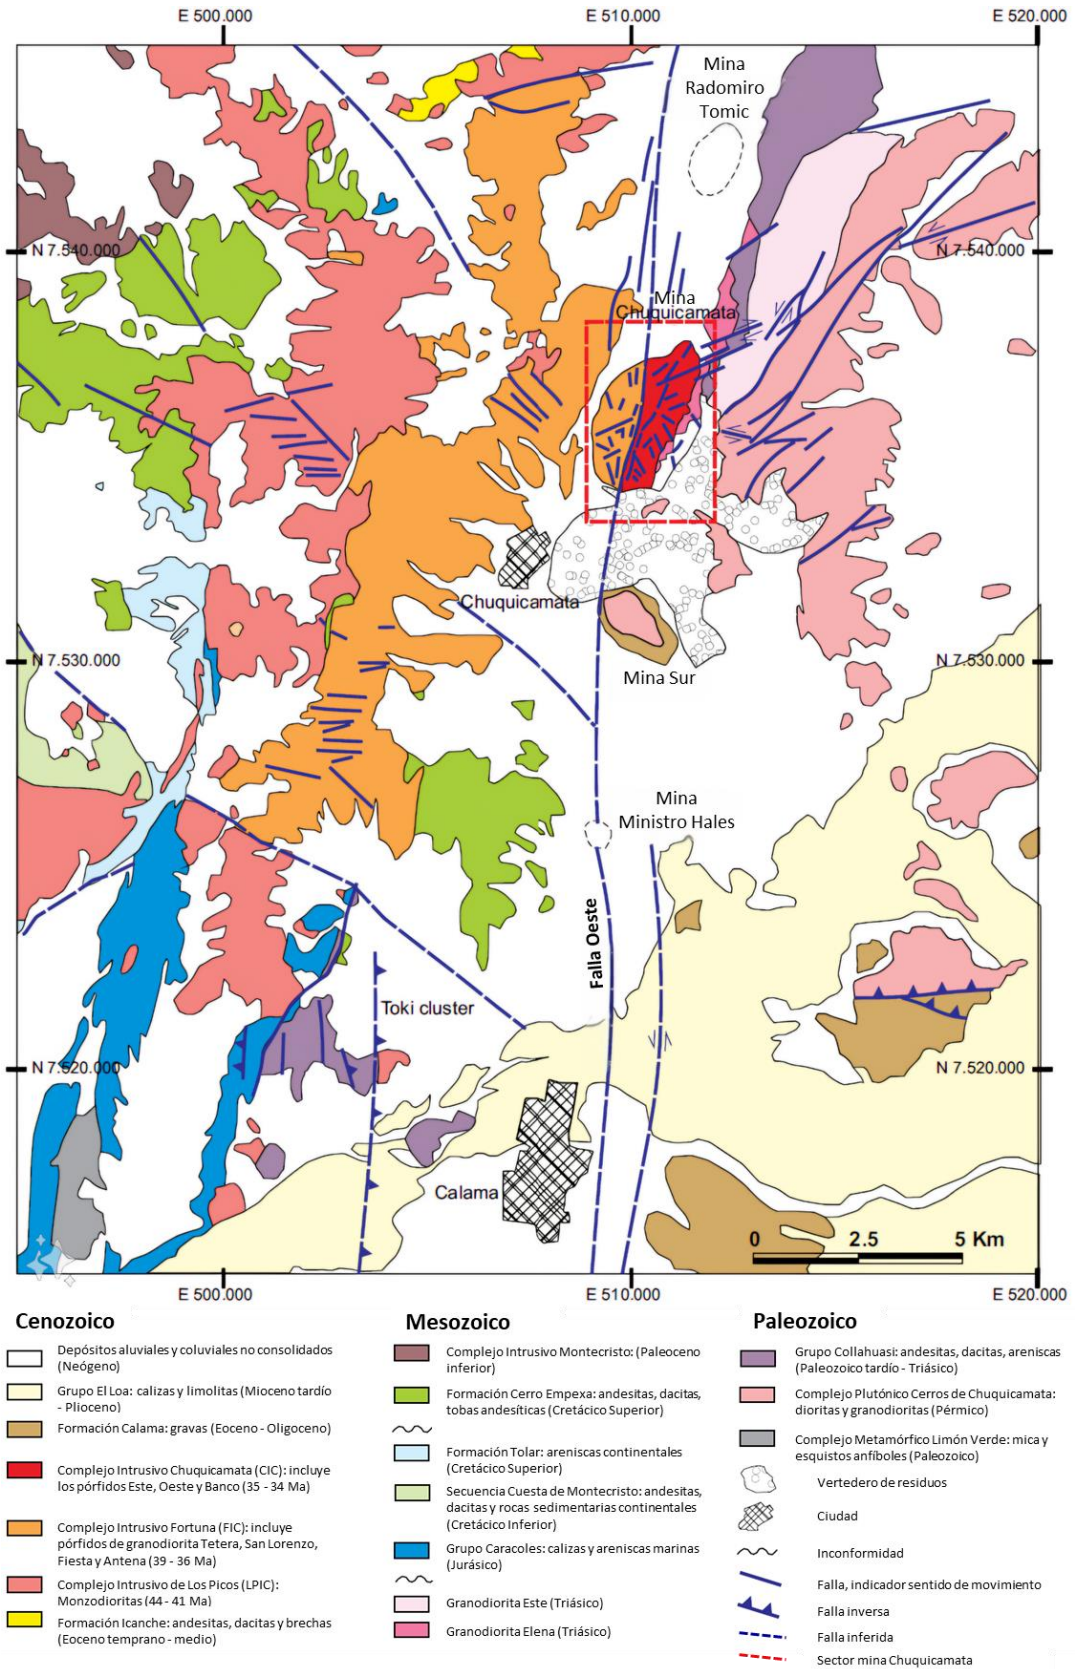 E 500.000
E 510.000
E 520.000
Mina
Radomiro
Tomic
N 7.540.000
N 7.540.000
Mina
Chuquicamata
Chuquicamata
N 7.530.000
N 7.530.000
Mina Sur
Mina
Ministro Hales
Falla Oeste
Toki cluster
N 7.520.000
N 7.520.000
Calama
0 2.5 5 Km
E 500.000
E 510.000
E 520.000
Cenozoico
Depósitos aluviales y coluviales no consolidados
(Neógeno)
Grupo El Loa: calizas y limolitas (Mioceno tardío
- Plioceno)
Formación Calama: gravas (Eoceno - Oligoceno)
Complejo Intrusivo Chuquicamata (CIC): incluye
los pórfidos Este, Oeste y Banco (35 - 34 Ma)
Complejo Intrusivo Fortuna (FIC): incluye
pórfidos de granodiorita Tetera, San Lorenzo,
Fiesta y Antena (39 - 36 Ma)
Complejo Intrusivo de Los Picos (LPIC):
Monzodioritas (44 - 41 Ma)
Formación Icanche: andesitas, dacitas y brechas
(Eoceno temprano - medio)
Mesozoico
Complejo Intrusivo Montecristo: (Paleoceno
inferior)
Formación Cerro Empexa: andesitas, dacitas,
tobas andesíticas (Cretácico Superior)
Formación Tolar: areniscas continentales
(Cretácico Superior)
Secuencia Cuesta de Montecristo: andesitas,
dacitas y rocas sedimentarias continentales
(Cretácico Inferior)
Grupo Caracoles: calizas y areniscas marinas
(Jurásico)
Granodiorita Este (Triásico)
Granodiorita Elena (Triásico)
Paleozoico
Grupo Collahuasi: andesitas, dacitas, areniscas
(Paleozoico tardío - Triásico)
Complejo Plutónico Cerros de Chuquicamata:
dioritas y granodioritas (Pérmico)
Complejo Metamórfico Limón Verde: mica y
esquistos anfíboles (Paleozoico)
Vertedero de residuos
Ciudad
Inconformidad
Falla, indicador sentido de movimiento
Falla inversa
Falla inferida
Sector mina Chuquicamata